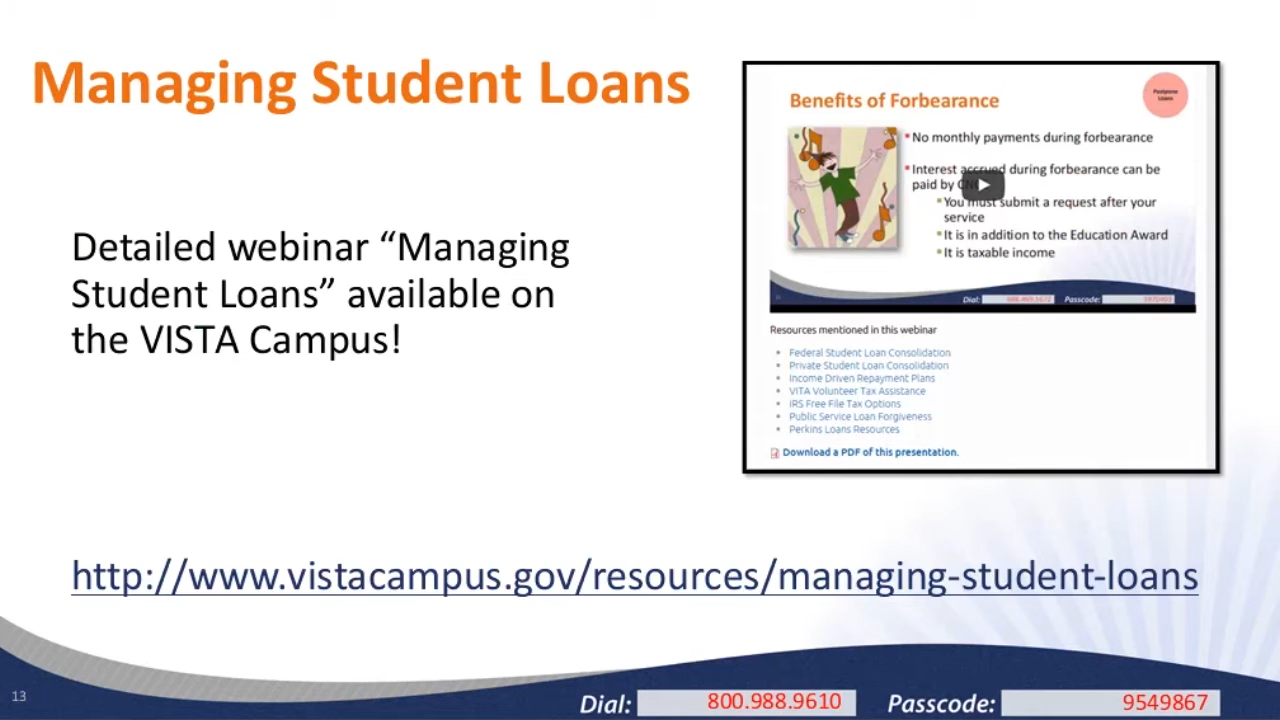 Managing Student Loans
Detailed webinar “Managing
Student Loans” available on
the VISTA Campus!
Benefits of Forbearance
Postpone
Loans
No monthly payments during forbearance
Interest accrued during forbearance can be
paid by
You must submit a request after your
service
It is in addition to the Education Award
It is taxable income
Dial:
Passcode:
Resources mentioned in this webinar
Federal Student Loan Consolidation
Private Student Loan Consolidation
Income Driven Repayment Plans
VITA Volunteer Tax Assistance
IRS Free File Tax Options
Public Service Loan Forgiveness
Perkins Loans Resources
Download a PDF of this presentation.
http://www.vistacampus.gov/resources/managing-student-loans
13
Dial: 800.988.9610 Passcode: 9549867